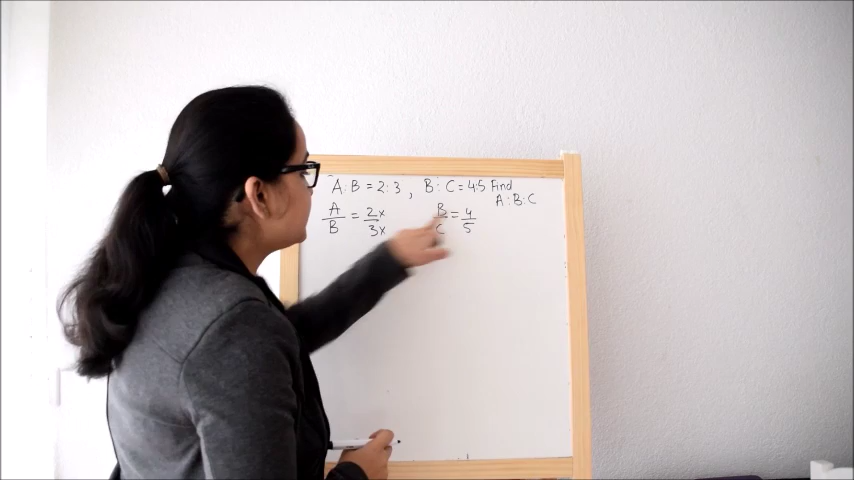 A:B = 2:3, B:C = 4:5 Find
A:B:C
A/B = 2x/3x B/C = 4/5